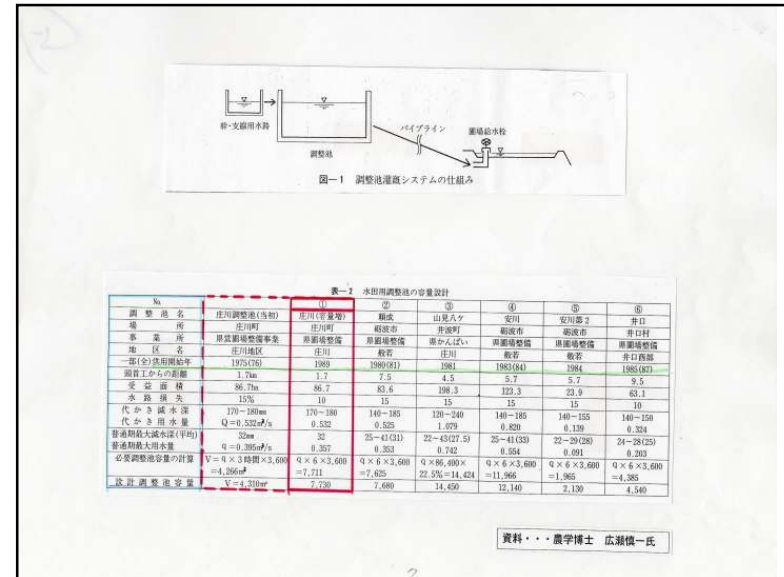 幹・支線用水路
調整池
パイプライン
圃場給水栓
図－1 調整池灌漑システムの仕組み
表－2 水田用調整池の容量設計
No. ① ② ③ ④ ⑤ ⑥
調整池名 庄川調整池(当初) 庄川(容量増) 頼成 山見八ケ 安川 安川第2 井口
場所 庄川町 庄川町 砺波市 井波町 砺波市 砺波市 井口村
事業所 県営圃場整備事業 県圃場整備 県圃場整備 県かんぱい 県圃場整備 県圃場整備 県圃場整備
地区名 庄川地区 庄川 般若 庄川 般若 般若 井口西部
一部(全)供用開始年 1975(76) 1989 1980(81) 1981 1983(84) 1984 1985(87)
頭首工からの距離 1.7km 1.7 7.5 4.5 5.7 5.7 9.5
受益面積 86.7ha 86.7 83.6 198.3 123.3 23.9 63.1
水路損失 15% 10 15 15 15 15 10
代かき減水深 170－180mm 170－180 140－185 120－240 140－185 140－155 140－150
代かき用水量 Q=0.532㎥/s 0.532 0.525 1.079 0.820 0.139 0.324
普通期最大減水深(平均) 32mm 32 25－41(31) 22－43(27.5) 25－41(33) 22－29(28) 24－28(25)
普通期最大用水量 q=0.395㎥/s 0.357 0.353 0.742 0.554 0.091 0.203
必要調整池容量の計算 V=q×3時間×3,600 q×6×3,600 q×6×3,600 q×86,400× q×6×3,600 q×6×3,600 q×6×3,600
=4,266㎥ =7,711 =7,625 22.5%=14,424 =11,966 =1,965 =4,385
設計調整池容量 V=4,310㎥ 7,730 7,680 14,450 12,140 2,130 4,540
資料・・・農学博士 広瀬慎一氏